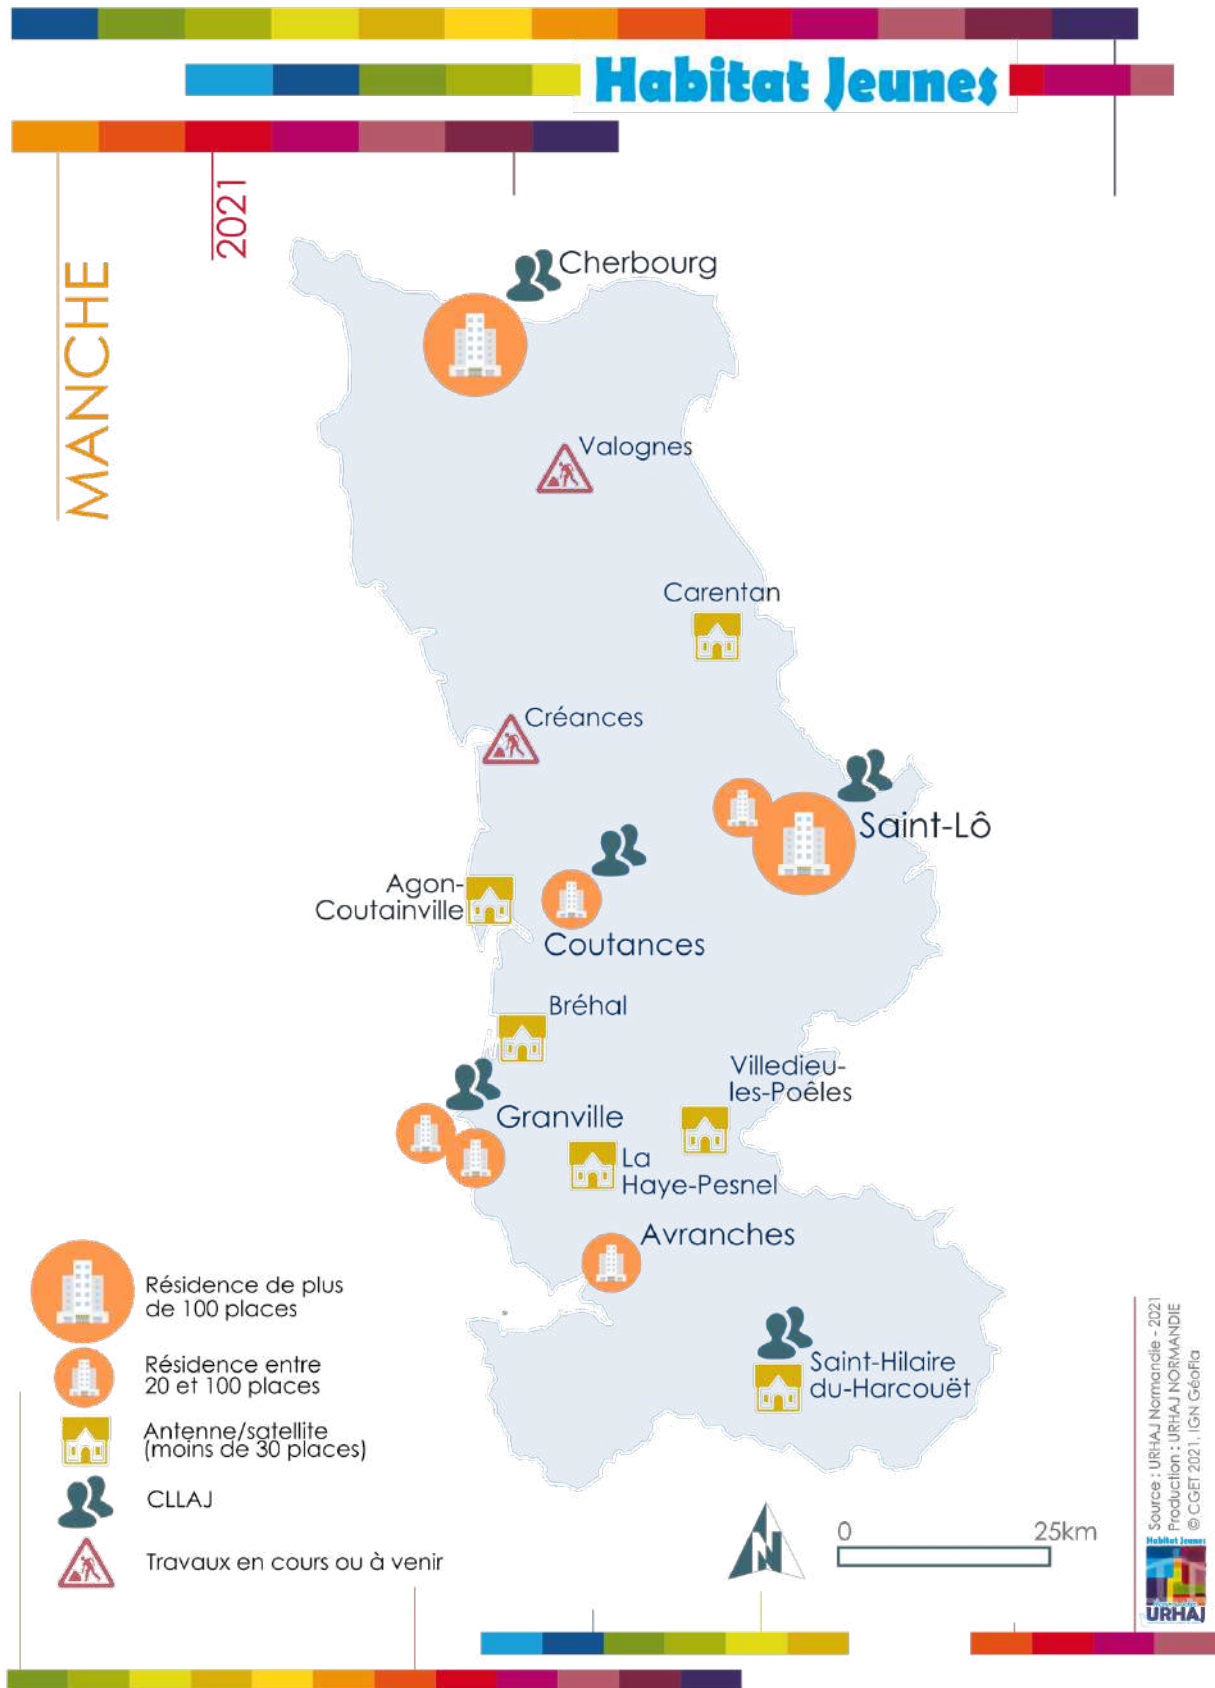 Habitat Jeunes
2021
MANCHE
Cherbourg
Valognes
Carentan
Créances
Saint-Lô
Agon-
Coutainville
Coutances
Bréhal
Villedieu-
les-Poêles
Granville
La
Haye-Pesnel
Avranches
Saint-Hilaire
du-Harcouët
Résidence de plus
de 100 places
Résidence entre
20 et 100 places
Antenne/satellite
(moins de 30 places)
CLLAJ
Travaux en cours ou à venir
N
0
25km
Source : URHAJ Normandie - 2021
Production : URHAJ NORMANDIE
© CGET 2021, IGN GéoFla
Habitat Jeunes
URHAJ